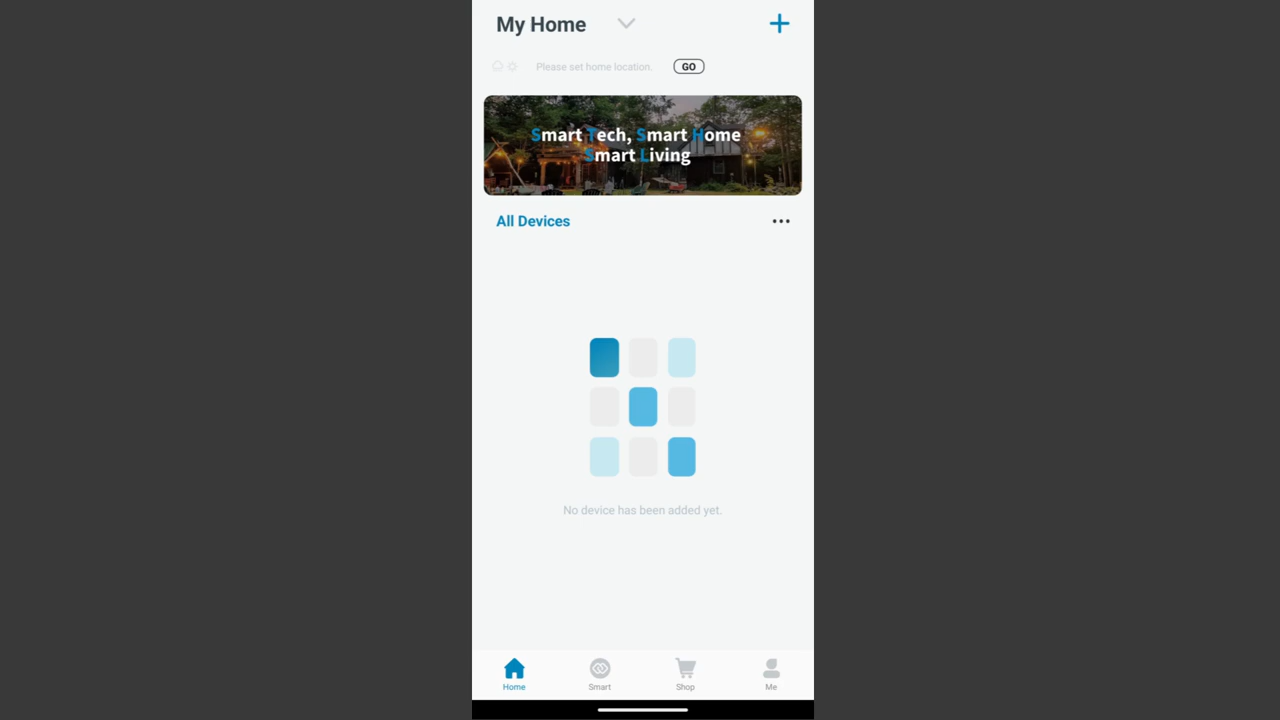 My Home
Please set home location.
GO
Smart Tech, Smart Home
Smart Living
All Devices
No device has been added yet.
Home
Smart
Shop
Me